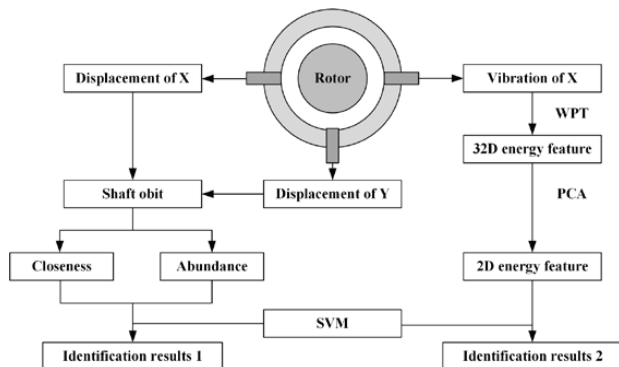 Displacement of X
Rotor
Vibration of X
WPT
32D energy feature
PCA
Shaft obit
Displacement of Y
Closeness
Abundance
2D energy feature
SVM
Identification results 1
Identification results 2